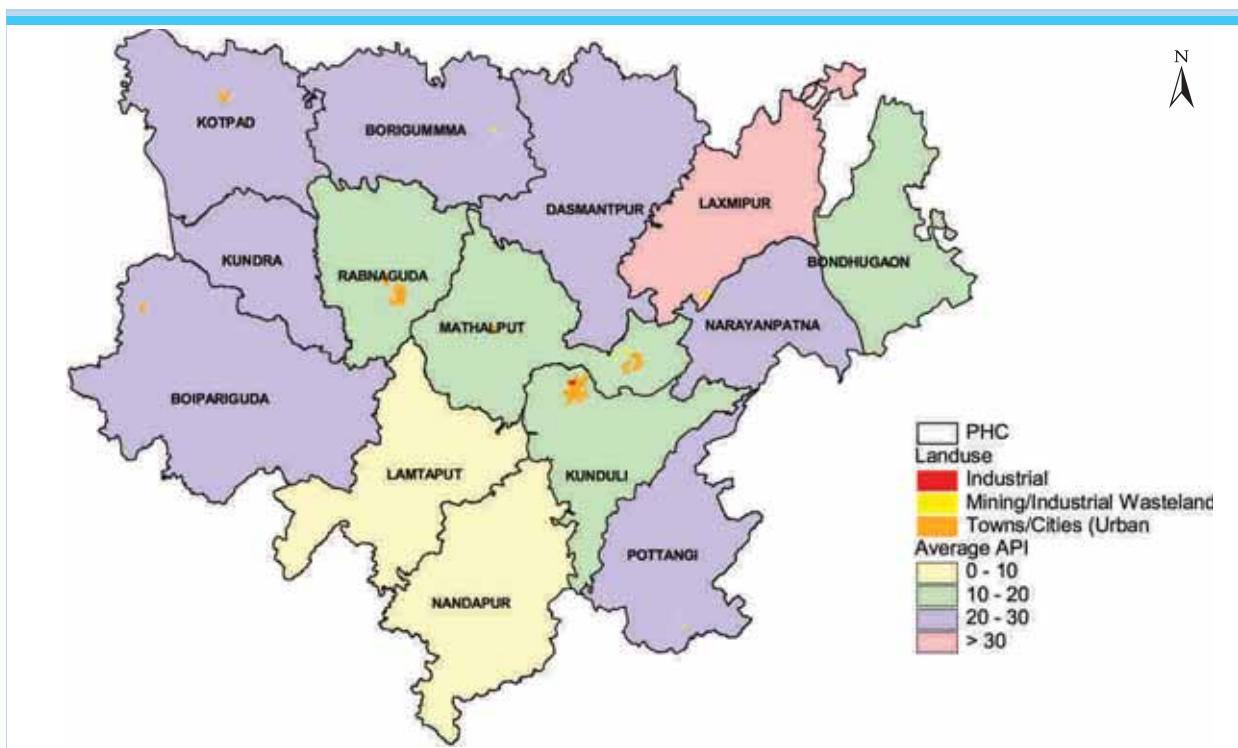 N
KOTPAD
BORIGUMMMA
DASMANTPUR
LAXMIPUR
KUNDRA
RABNAGUDA
BONDHUGAON
MATHALPUT
NARAYANPATNA
BOIPARIGUDA
LAMTAPUT
KUNDULI
POTTANGI
NANDAPUR
PHC
Landuse
Industrial
Mining/Industrial Wasteland
Towns/Cities (Urban
Average API
0 - 10
10 - 20
20 - 30
> 30